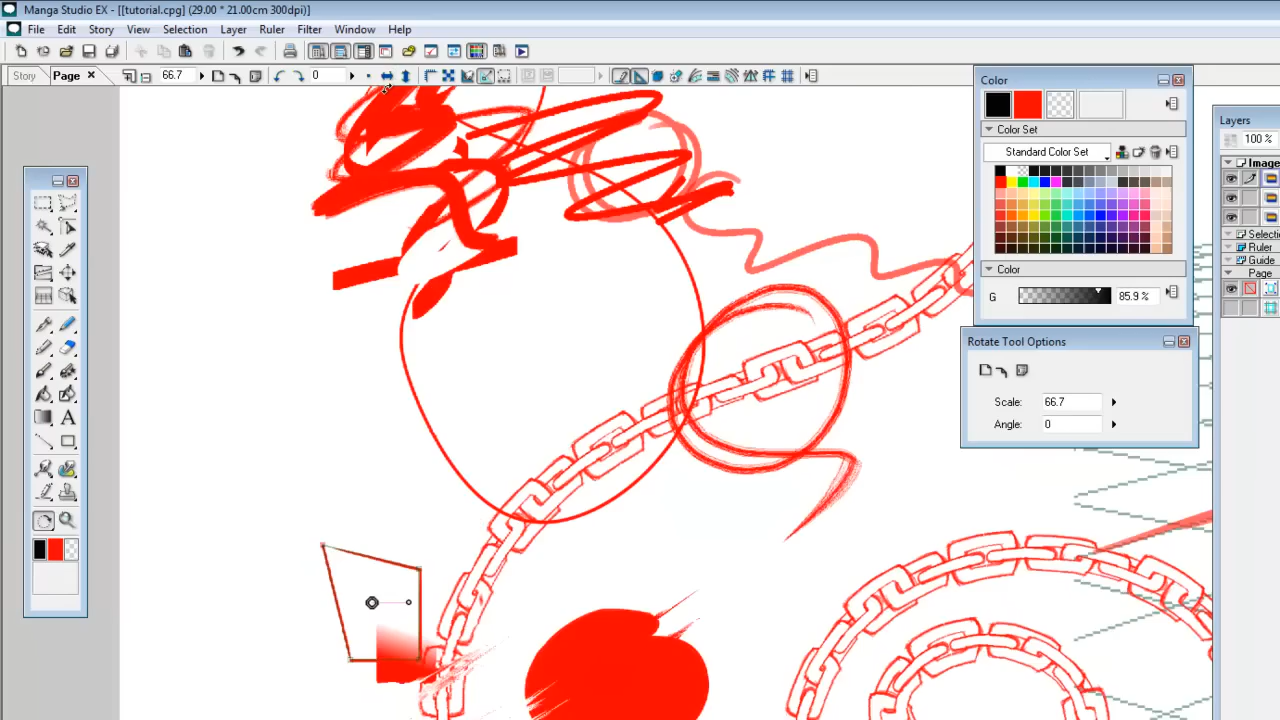 Manga Studio EX - [[tutorial.cpg] (29.00 * 21.00cm 300dpi)]
File Edit Story View Selection Layer Ruler Filter Window Help
Story Page 66.7 0
Color
Color Set
Standard Color Set
Color
G 85.9 %
Rotate Tool Options
Scale: 66.7
Angle: 0
Layers
100 %
Image
Selecti
Ruler
Guide
Page
A